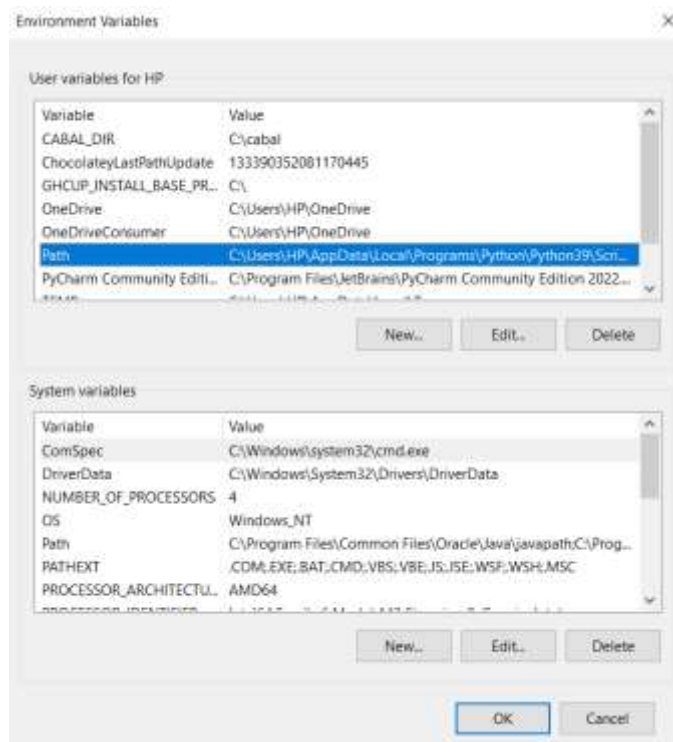 Environment Variables
User variables for HP
Variable Value
CABAL_DIR C:\cabal
ChocolateyLastPathUpdate 133390352081170445
GHCUP_INSTALL_BASE_PR... C:\
OneDrive C:\Users\HP\OneDrive
OneDriveConsumer C:\Users\HP\OneDrive
Path C:\Users\HP\AppData\Local\Programs\Python\Python39\Scri...
PyCharm Community Editi... C:\Program Files\JetBrains\PyCharm Community Edition 2022....
New... Edit... Delete
System variables
Variable Value
ComSpec C:\Windows\system32\cmd.exe
DriverData C:\Windows\System32\Drivers\DriverData
NUMBER_OF_PROCESSORS 4
OS Windows_NT
Path C:\Program Files\Common Files\Oracle\Java\javapath;C:\Prog...
PATHEXT .COM;.EXE;.BAT;.CMD;.VBS;.VBE;.JS;.JSE;.WSF;.WSH;.MSC
PROCESSOR_ARCHITECTU... AMD64
New... Edit... Delete
OK Cancel